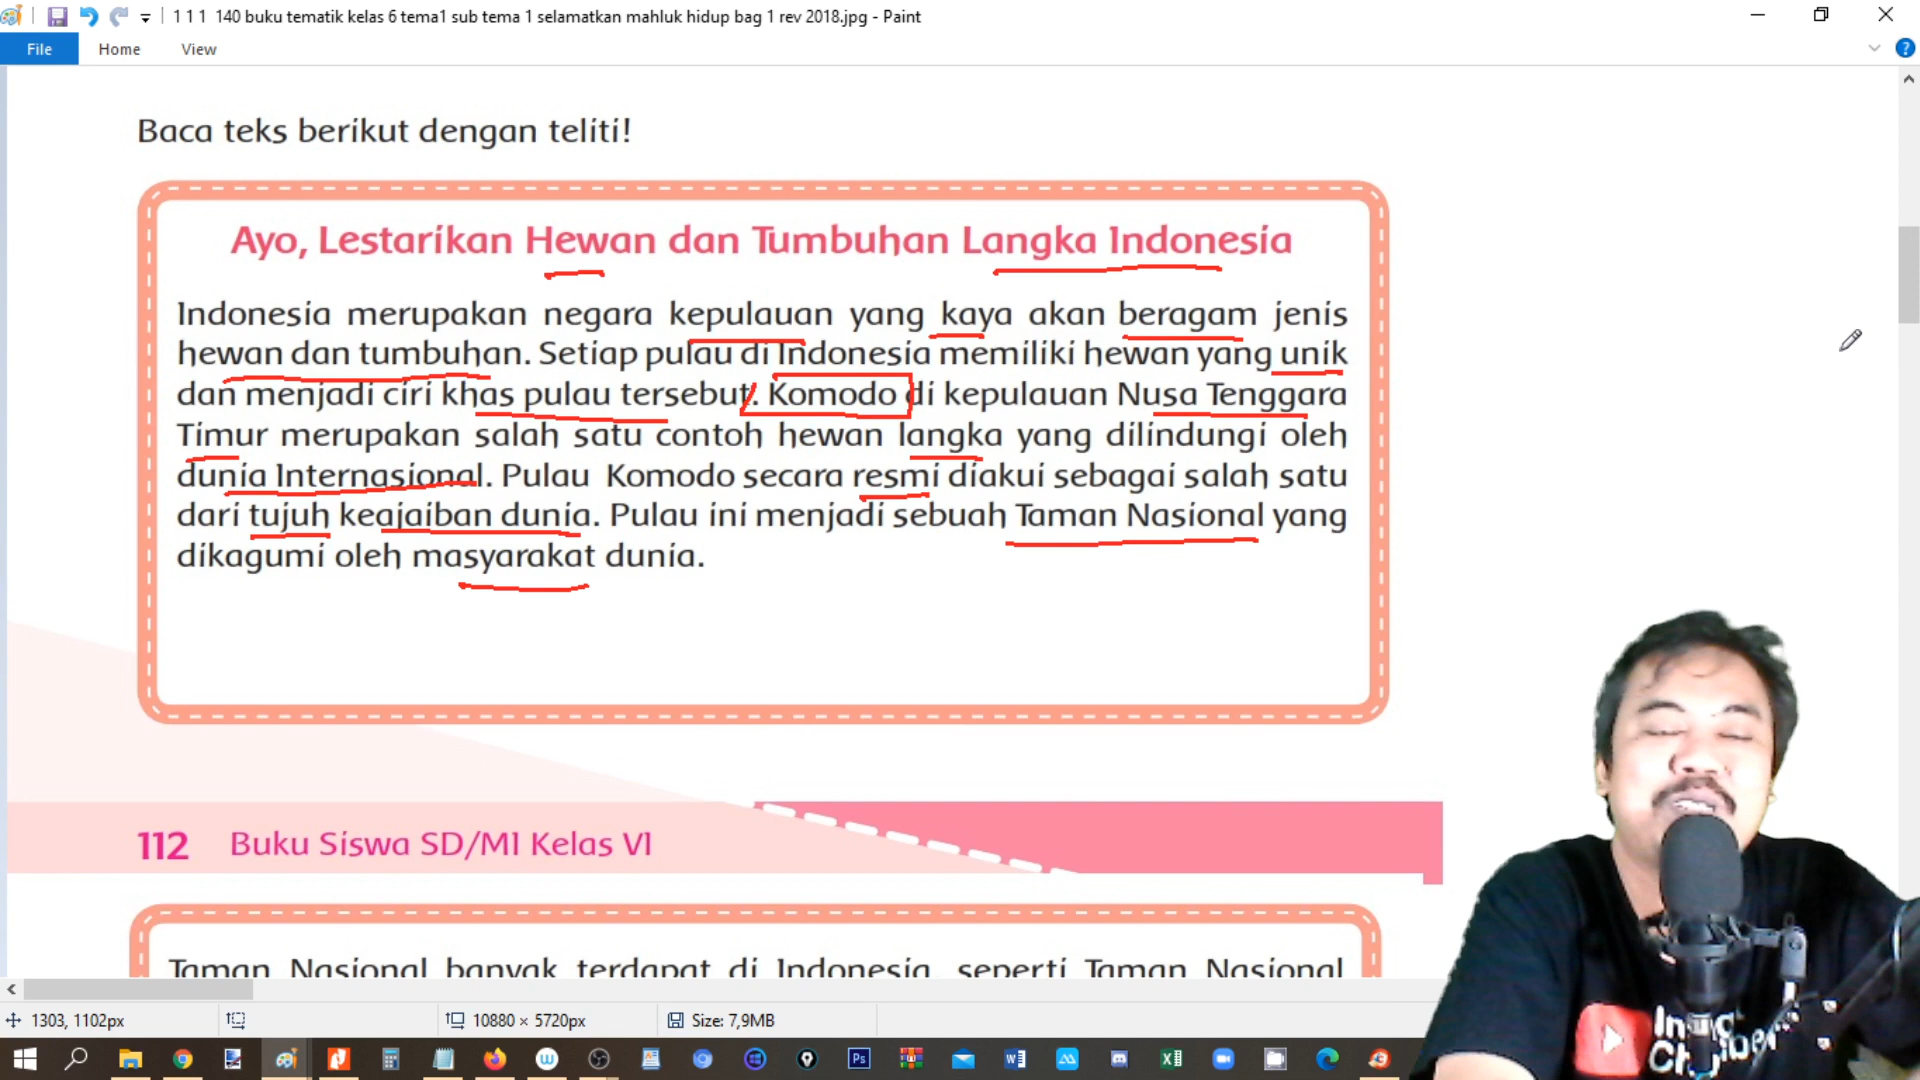 1 1 1 140 buku tematik kelas 6 tema1 sub tema 1 selamatkan mahluk hidup bag 1 rev 2018.jpg - Paint
File Home View
Baca teks berikut dengan teliti!
Ayo, Lestarikan Hewan dan Tumbuhan Langka Indonesia
Indonesia merupakan negara kepulauan yang kaya akan beragam jenis
hewan dan tumbuhan. Setiap pulau di Indonesia memiliki hewan yang unik
dan menjadi ciri khas pulau tersebut. Komodo di kepulauan Nusa Tenggara
Timur merupakan salah satu contoh hewan langka yang dilindungi oleh
dunia Internasional. Pulau Komodo secara resmi diakui sebagai salah satu
dari tujuh keajaiban dunia. Pulau ini menjadi sebuah Taman Nasional yang
dikagumi oleh masyarakat dunia.
112 Buku Siswa SD/MI Kelas VI
Taman Nasional banyak terdapat di Indonesia, seperti Taman Nasional
1303, 1102px 10880 × 5720px Size: 7,9MB
Ps